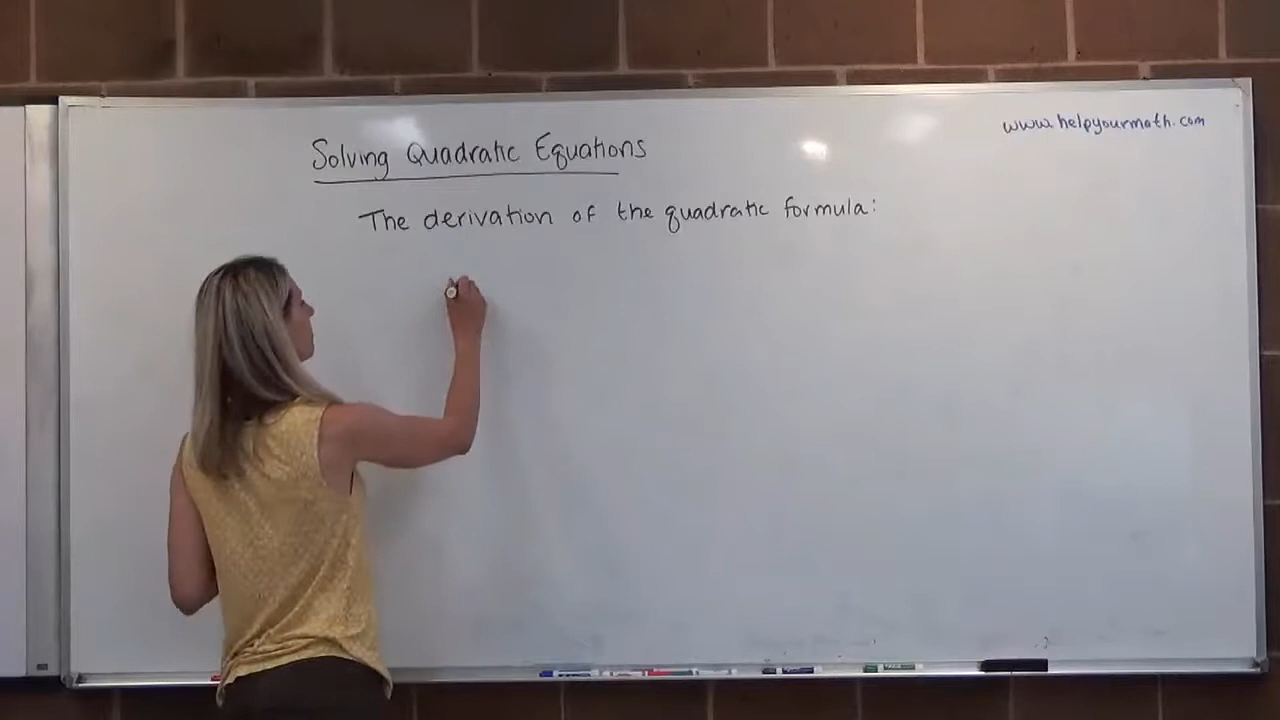 www.helpyourmath.com
Solving Quadratic Equations
The derivation of the quadratic formula: